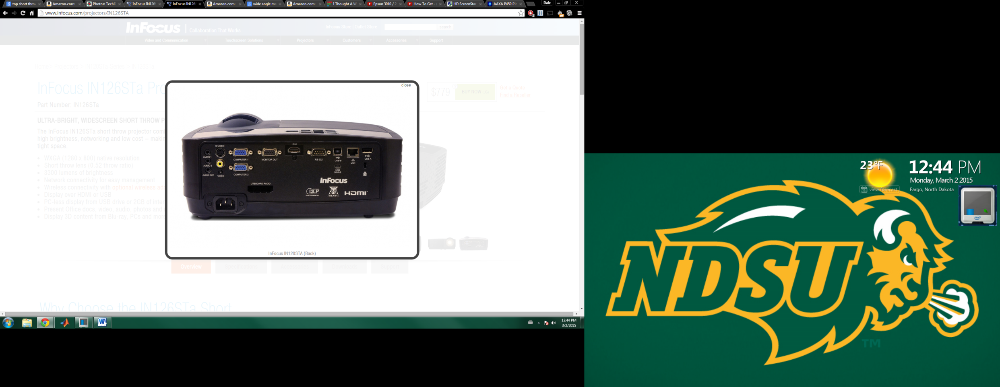 top short throv
Amazon.com:
Photos: TechD
InFocus IN126S
InFocus IN126S
Amazon.com:
wide angle ma
Amazon.com:
I Thought A W
Epson 3010 / 2
How To Get -
HD ScreenStar
AAXA P450 Pic
Dale
www.infocus.com/projectors/IN126STA
2
off
InFocus
Collaboration That Works
InFocus Store | Outlet Store
search
Video and Communication
Touchscreen Solutions
Projectors
Customers
Accessories
Support
Home > Projectors > IN120STa Series > IN126STa
InFocus IN126STa Pro
$779
BUY NOW (US)
Get a Quote
Find a Reseller
Part Number: IN126STa
ULTRA-BRIGHT, WIDESCREEN SHORT THROW P
The InFocus IN126STa short throw projector com
high brightness, networking and low cost – makin
tight space.
• WXGA (1280 x 800) native resolution
• Short throw lens (0.52 throw ratio)
• 3300 lumens of brightness
• Network connectivity for easy management
• Wireless connectivity with optional wireless ad
• Display over HDMI or USB
• PC-less display from USB drive or 2GB of inter
• Present Office docs, video, audio, photos and
• Display 3D content from Blu-ray, PCs and more
close
S-VIDEO
HDMI
AUDIO 1
COMPUTER 1
MONITOR OUT
RS-232
USB-B
LAN
USB-A
AUDIO 2
AUDIO OUT
VIDEO
COMPUTER 2
USB
MINI-B
InFocus
LITEBOARD RADIO
DLP
TEXAS INSTRUMENTS
DLP
3D
READY
HDMI
InFocus IN120STA (Back)
Overview
Specifications
Accessories
Downloads
Support
Why Choose the IN126STa Short
12:44 PM
3/2/2015
23°F
view forecast
15
12:44 PM
Monday, March 2 2015
Fargo, North Dakota
intel
NDSU
TM